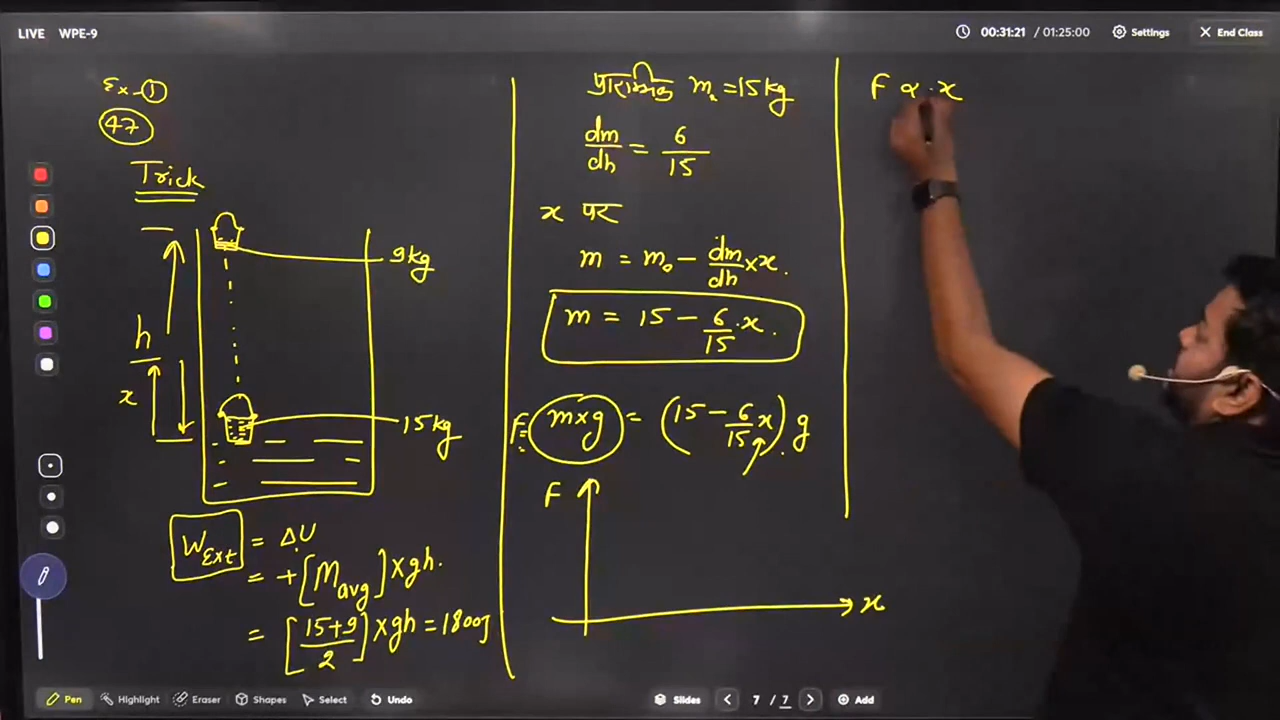 LIVE WPE-9
00:31:21 / 01:25:00 Settings End Class
Ex-1
47
Trick
9kg
h
x
15kg
W_Ext = ΔU
= +[M_avg] × gh.
= [15+9/2] × gh = 1800J
m₀ = 15kg
dm/dh = 6/15
x पर
m = m₀ − dm/dh × x.
m = 15 − 6/15 . x.
F = m×g = (15 − 6/15 x) . g
F
x
F ∝ x
Pen Highlight Eraser Shapes Select Undo Slides 7 / 7 Add